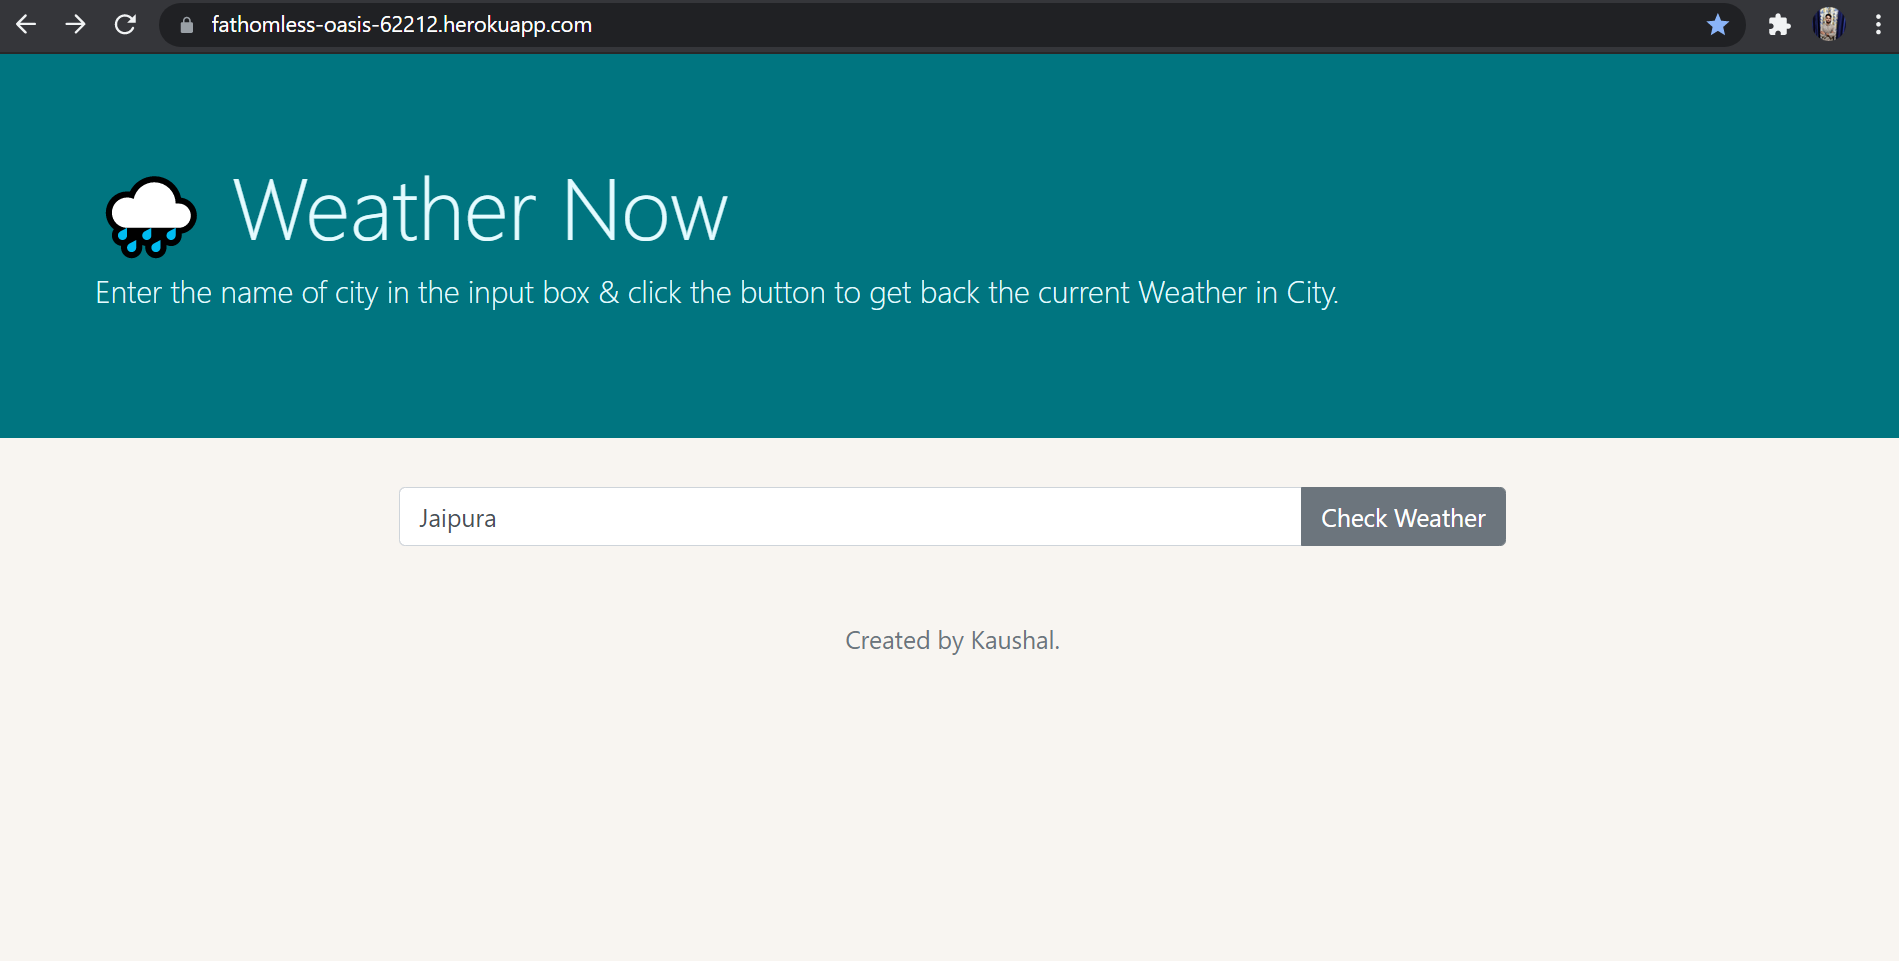 fathomless-oasis-62212.herokuapp.com
Weather Now
Enter the name of city in the input box & click the button to get back the current Weather in City.
Jaipura
Check Weather
Created by Kaushal.